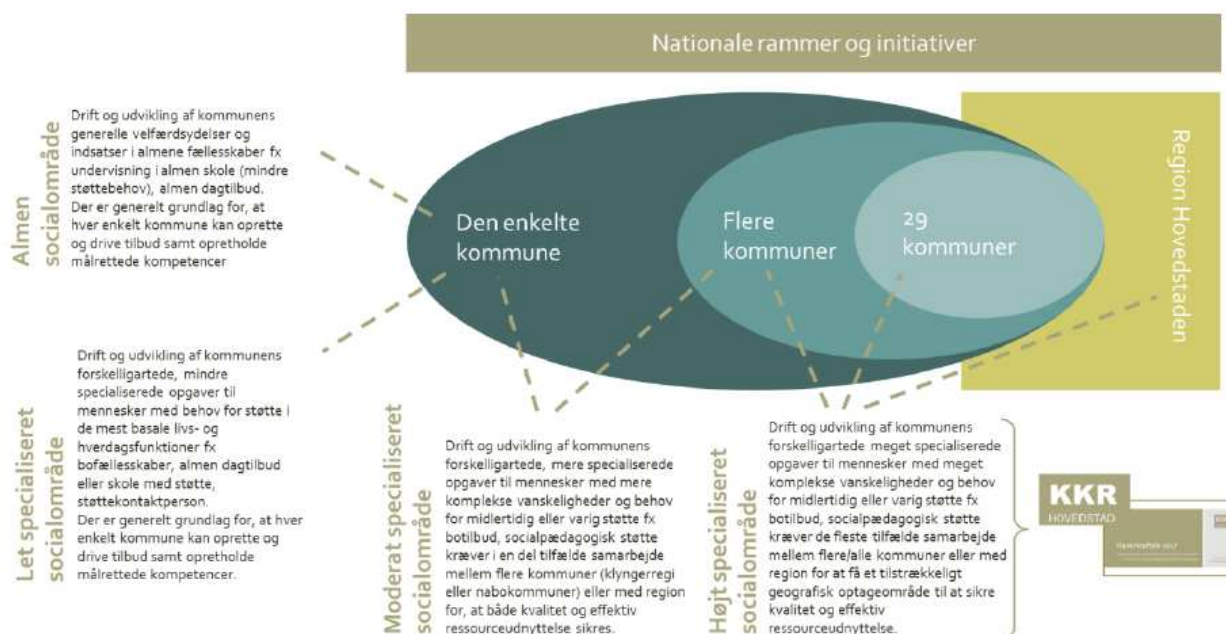 Nationale rammer og initiativer
Almen
socialområde
Drift og udvikling af kommunens
generelle velfærdsydelser og
indsatser i almene fællesskaber fx
undervisning i almen skole (mindre
støttebehov), almen dagtilbud.
Der er generelt grundlag for, at
hver enkelt kommune kan oprette
og drive tilbud samt opretholde
målrettede kompetencer
Den enkelte
kommune
Flere
kommuner
29
kommuner
Region Hovedstaden
Let specialiseret
socialområde
Drift og udvikling af kommunens
forskelligartede, mindre
specialiserede opgaver til
mennesker med behov for støtte i
de mest basale livs- og
hverdagsfunktioner fx
bofællesskaber, almen dagtilbud
eller skole med støtte,
støttekontaktperson.
Der er generelt grundlag for, at hver
enkelt kommune kan oprette og
drive tilbud samt opretholde
målrettede kompetencer.
Moderat specialiseret
socialområde
Drift og udvikling af kommunens
forskelligartede, mere specialiserede
opgaver til mennesker med mere
komplekse vanskeligheder og behov
for midlertidig eller varig støtte fx
botilbud, socialpædagogisk støtte
kræver i en del tilfælde samarbejde
mellem flere kommuner (klyngerregi
eller nabokommuner) eller med region
for, at både kvalitet og effektiv
ressourceudnyttelse sikres.
Højt specialiseret
socialområde
Drift og udvikling af kommunens
forskelligartede meget specialiserede
opgaver til mennesker med meget
komplekse vanskeligheder og behov
for midlertidig eller varig støtte fx
botilbud, socialpædagogisk støtte
kræver de fleste tilfælde samarbejde
mellem flere/alle kommuner eller med
region for at få et tilstrækkeligt
geografisk optageområde til at sikre
kvalitet og effektiv
ressourceudnyttelse.
KKR
HOVEDSTAD